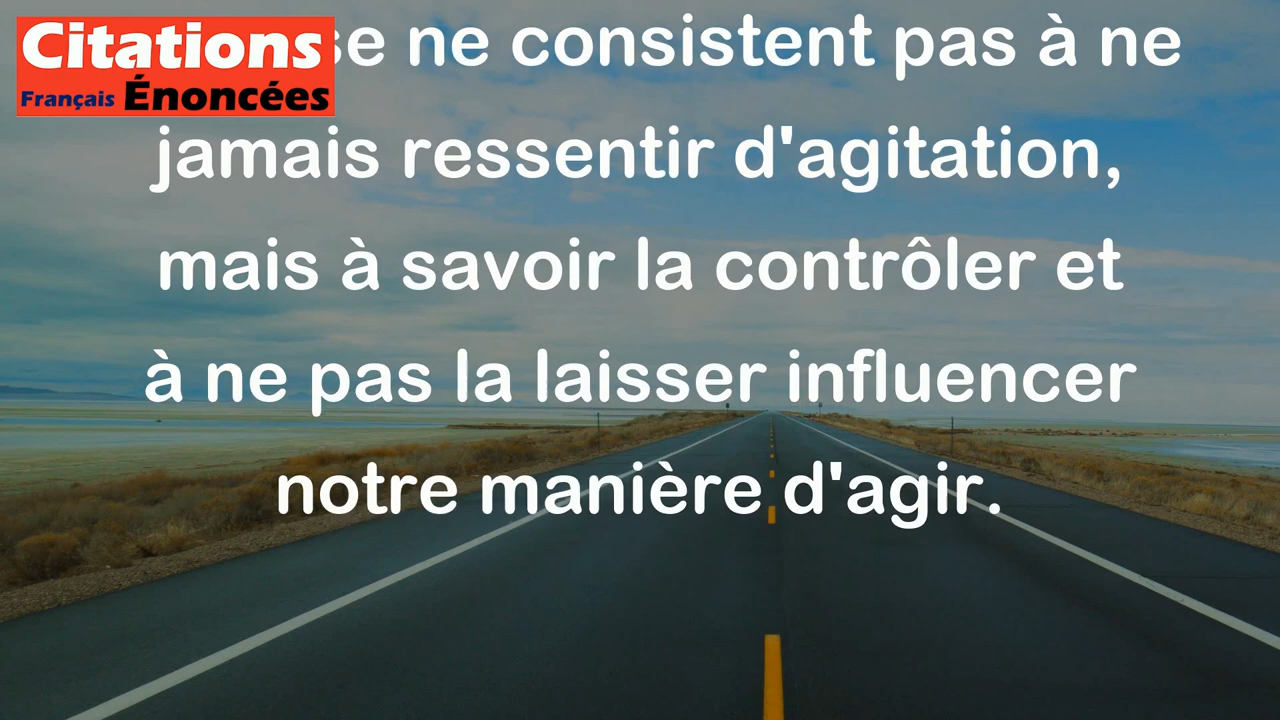 Citations
Français Énoncées
se ne consistent pas à ne
jamais ressentir d'agitation,
mais à savoir la contrôler et
à ne pas la laisser influencer
notre manière d'agir.